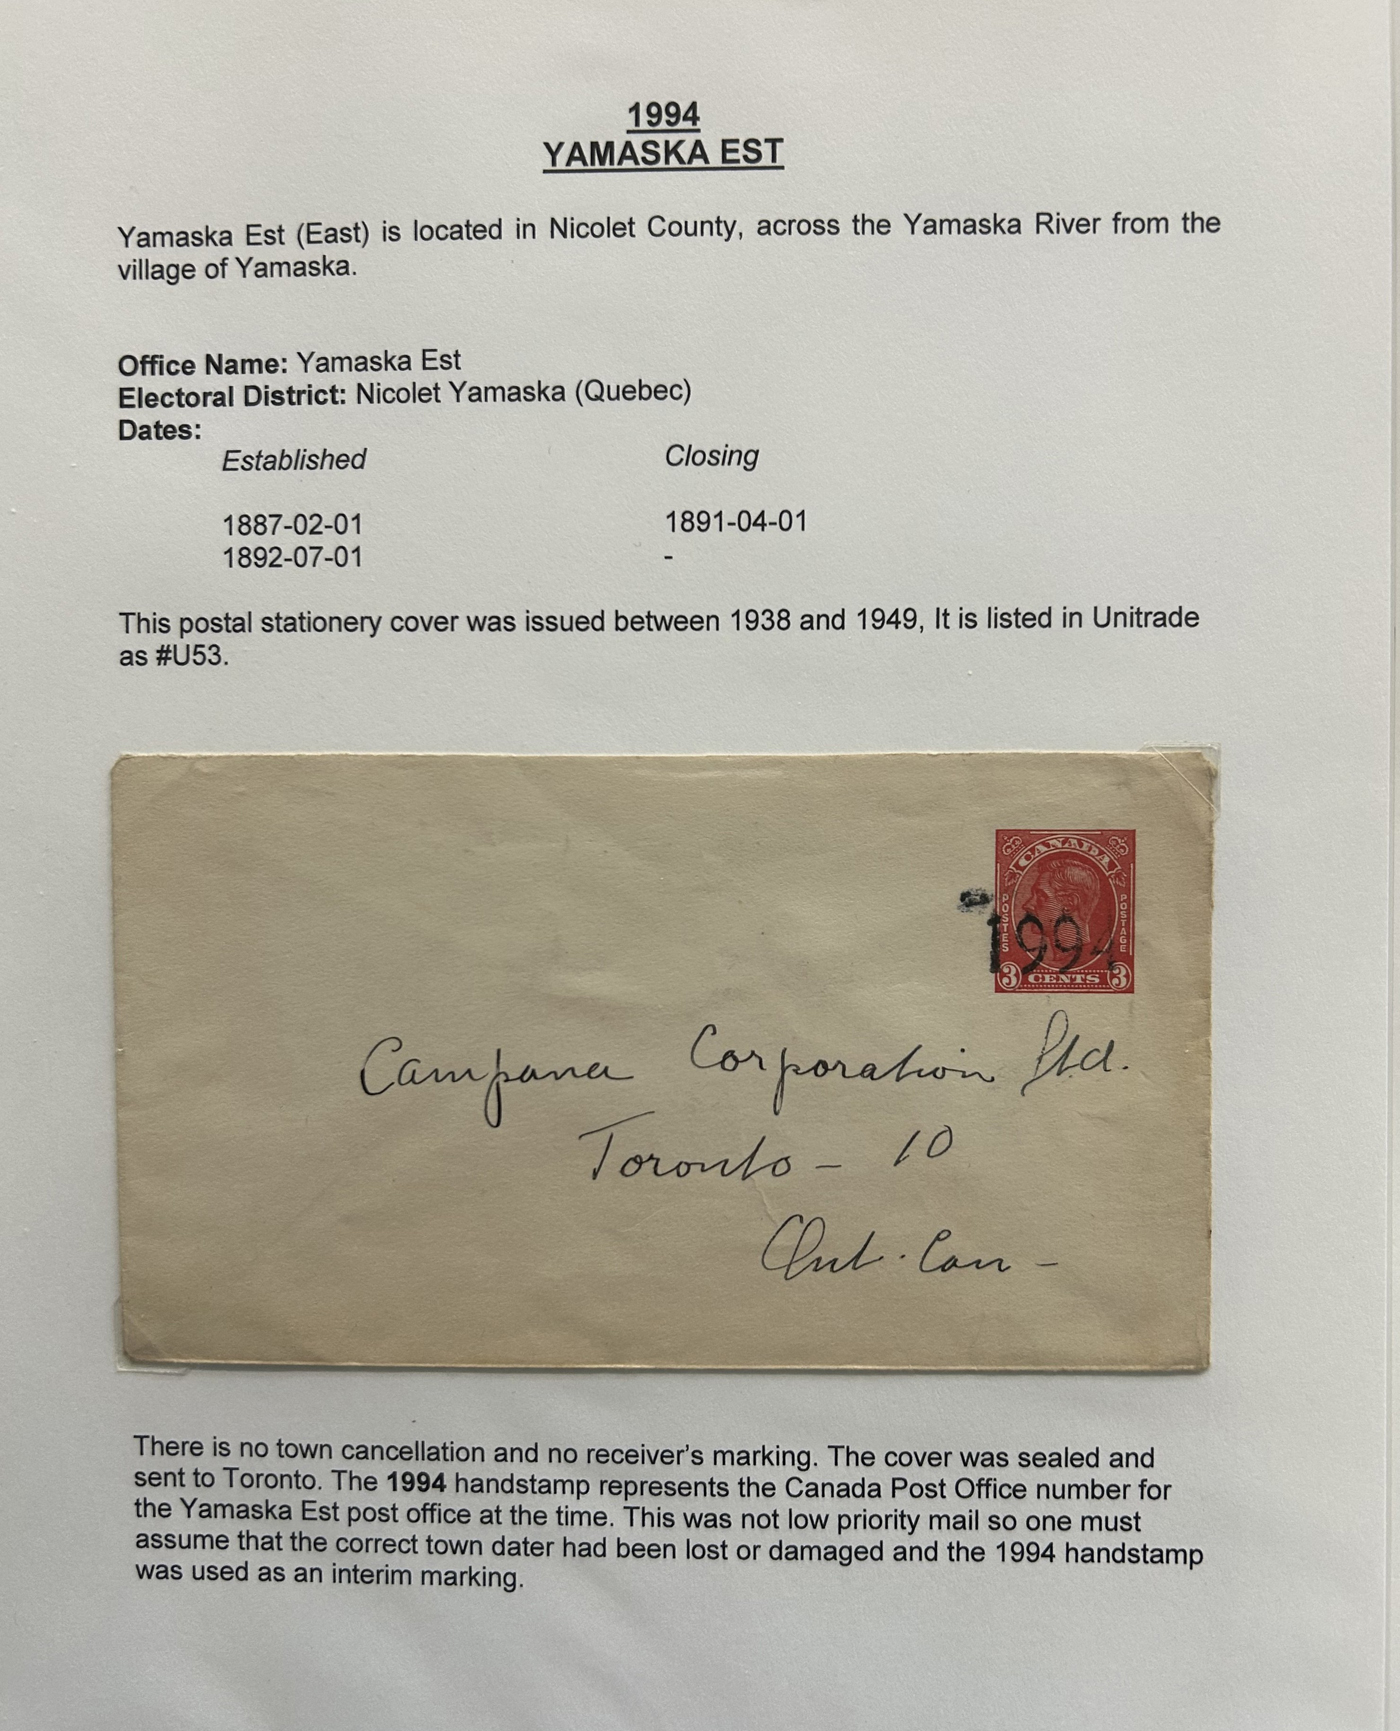 1994
YAMASKA EST
Yamaska Est (East) is located in Nicolet County, across the Yamaska River from the
village of Yamaska.
Office Name: Yamaska Est
Electoral District: Nicolet Yamaska (Quebec)
Dates:
Established Closing
1887-02-01 1891-04-01
1892-07-01 -
This postal stationery cover was issued between 1938 and 1949, It is listed in Unitrade
as #U53.
CANADA
POSTES POSTAGE
1994
3 CENTS 3
Campana Corporation Ltd.
Toronto - 10
Ont. Can -
There is no town cancellation and no receiver's marking. The cover was sealed and
sent to Toronto. The 1994 handstamp represents the Canada Post Office number for
the Yamaska Est post office at the time. This was not low priority mail so one must
assume that the correct town dater had been lost or damaged and the 1994 handstamp
was used as an interim marking.